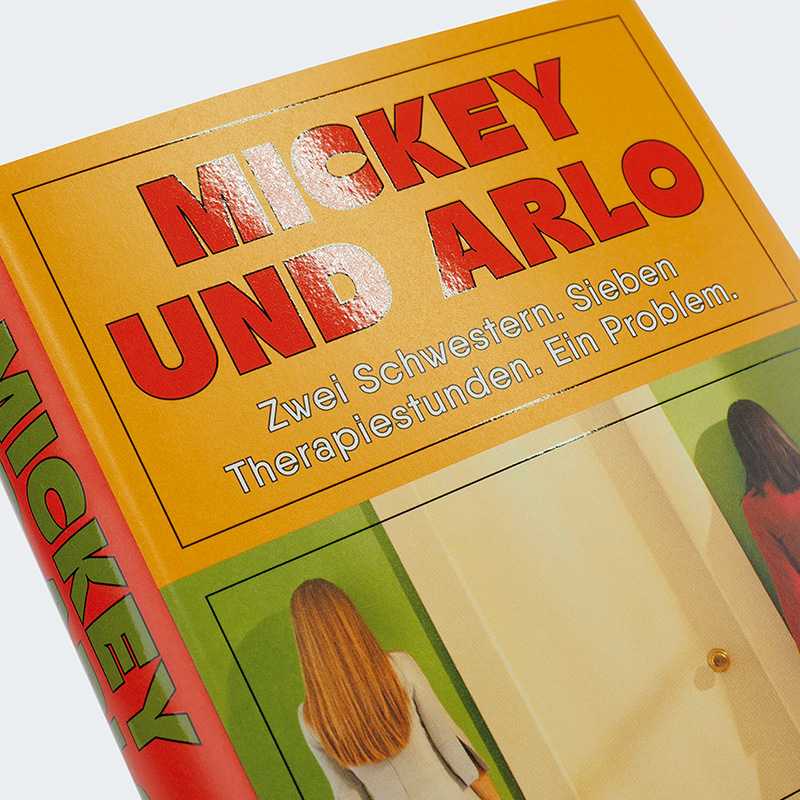 MICKEY
UND ARLO
Zwei Schwestern. Sieben
Therapiestunden. Ein Problem.
MICKEY